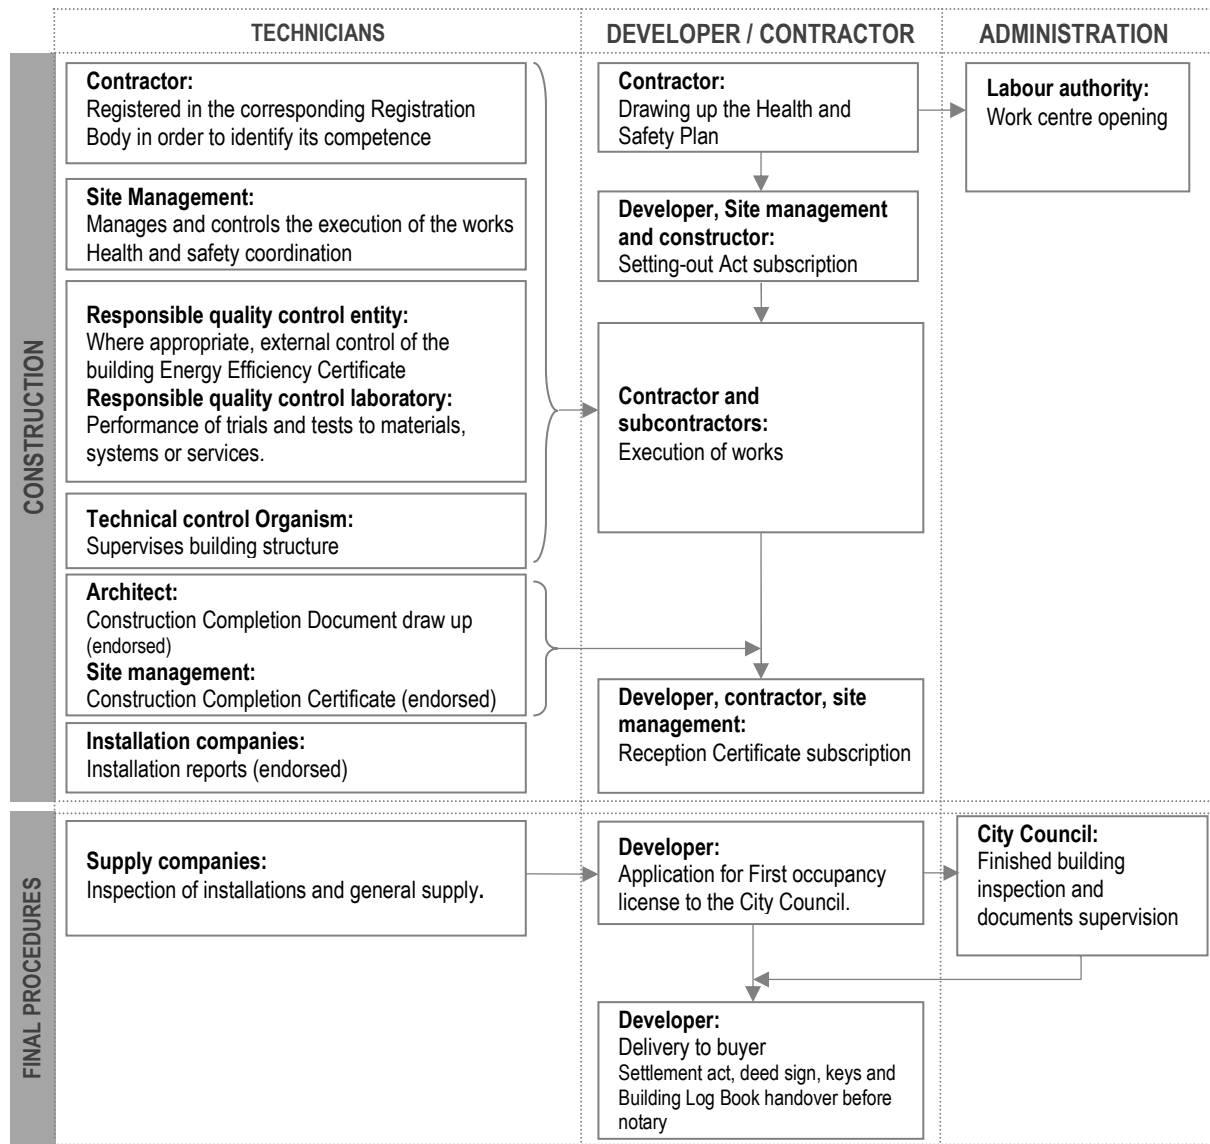 TECHNICIANS
DEVELOPER / CONTRACTOR
ADMINISTRATION
CONSTRUCTION
Contractor:
Registered in the corresponding Registration
Body in order to identify its competence
Site Management:
Manages and controls the execution of the works
Health and safety coordination
Responsible quality control entity:
Where appropriate, external control of the
building Energy Efficiency Certificate
Responsible quality control laboratory:
Performance of trials and tests to materials,
systems or services.
Technical control Organism:
Supervises building structure
Architect:
Construction Completion Document draw up
(endorsed)
Site management:
Construction Completion Certificate (endorsed)
Installation companies:
Installation reports (endorsed)
Contractor:
Drawing up the Health and
Safety Plan
Developer, Site management
and constructor:
Setting-out Act subscription
Contractor and
subcontractors:
Execution of works
Developer, contractor, site
management:
Reception Certificate subscription
Labour authority:
Work centre opening
FINAL PROCEDURES
Supply companies:
Inspection of installations and general supply.
Developer:
Application for First occupancy
license to the City Council.
City Council:
Finished building
inspection and
documents supervision
Developer:
Delivery to buyer
Settlement act, deed sign, keys and
Building Log Book handover before
notary